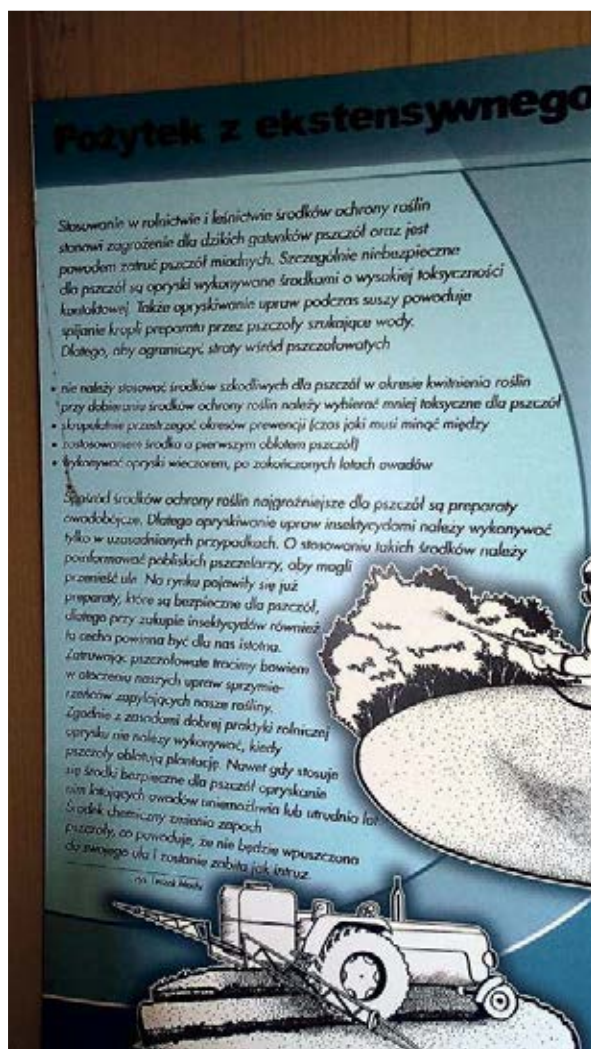 Pożytek z ekstensywnego
Stosowanie w rolnictwie i leśnictwie środków ochrony roślin
stanowi zagrożenie dla dzikich gatunków pszczół oraz jest
powodem zatruć pszczół miodnych. Szczególnie niebezpieczne
dla pszczół są opryski wykonywane środkami o wysokiej toksyczności
kontaktowej. Także opryskiwanie upraw podczas suszy powoduje
spijanie kropli preparatu przez pszczoły szukające wody.
Dlatego, aby ograniczyć straty wśród pszczołowatych
• nie należy stosować środków szkodliwych dla pszczół w okresie kwitnienia roślin
przy dobieraniu środków ochrony roślin należy wybierać mniej toksyczne dla pszczół
• skrupulatnie przestrzegać okresów prewencji (czas jaki musi minąć między
• zastosowaniem środka a pierwszym oblotem pszczół)
• wykonywać opryski wieczorem, po zakończonych lotach owadów
Spośród środków ochrony roślin najgroźniejsze dla pszczół są preparaty
owadobójcze. Dlatego opryskiwanie upraw insektycydami należy wykonywać
tylko w uzasadnionych przypadkach. O stosowaniu takich środków należy
poinformować pobliskich pszczelarzy, aby mogli
przenieść ule. Na rynku pojawiły się już
preparaty, które są bezpieczne dla pszczół,
dlatego przy zakupie insektycydów również
ta cecha powinna być dla nas istotna.
Zatruwając pszczołowate tracimy bowiem
w otoczeniu naszych upraw sprzymie-
rzeńców zapylających nasze rośliny.
Zgodnie z zasadami dobrej praktyki rolniczej
oprysku nie należy wykonywać, kiedy
pszczoły oblatują plantację. Nawet gdy stosuje
się środki bezpieczne dla pszczół opryskanie
nim latających owadów uniemożliwia lub utrudnia lot
Środek chemiczny zmienia zapach
pszczoły, co powoduje, że nie będzie wpuszczona
do swojego ula i zostanie zabita jak intruz.
rys.